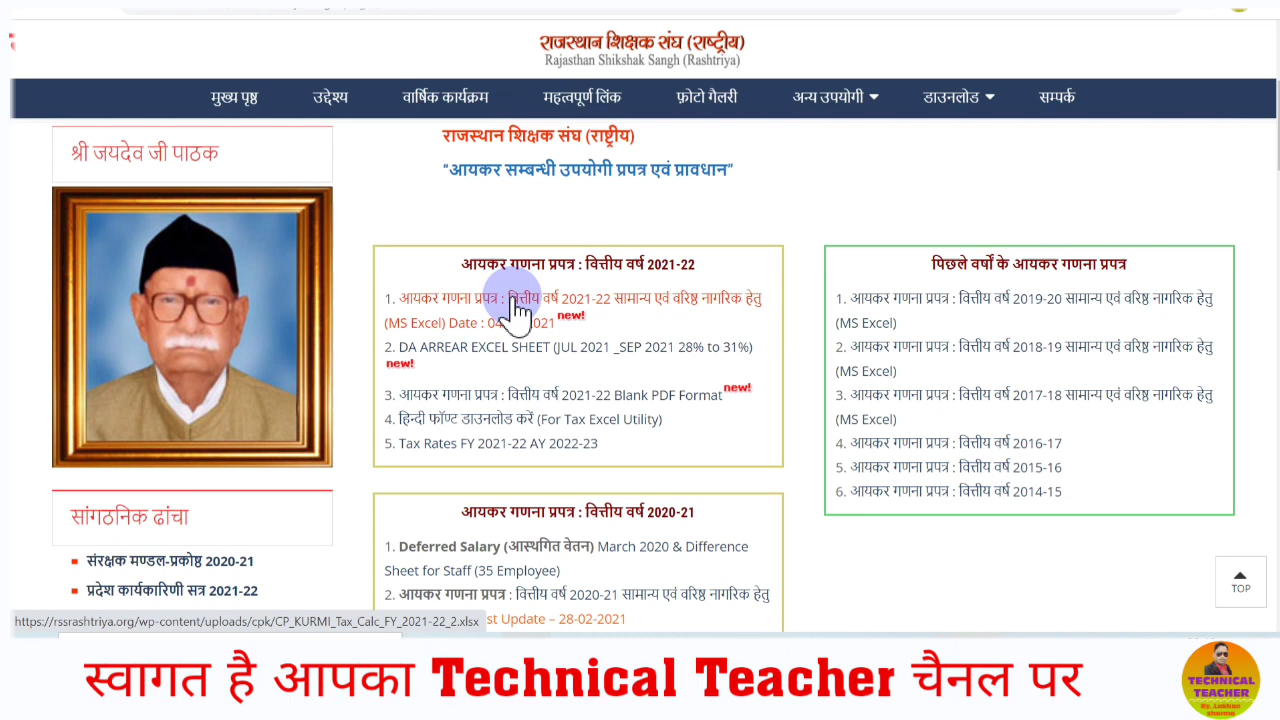 राजस्थान शिक्षक संघ (राष्ट्रीय)
Rajasthan Shikshak Sangh (Rashtriya)
मुख्य पृष्ठ
उद्देश्य
वार्षिक कार्यक्रम
महत्वपूर्ण लिंक
फ़ोटो गैलरी
अन्य उपयोगी
डाउनलोड
सम्पर्क
श्री जयदेव जी पाठक
राजस्थान शिक्षक संघ (राष्ट्रीय)
“आयकर सम्बन्धी उपयोगी प्रपत्र एवं प्रावधान”
आयकर गणना प्रपत्र : वित्तीय वर्ष 2021-22
1. आयकर गणना प्रपत्र : वित्तीय वर्ष 2021-22 सामान्य एवं वरिष्ठ नागरिक हेतु
(MS Excel) Date : 04 2021 new!
2. DA ARREAR EXCEL SHEET (JUL 2021 _SEP 2021 28% to 31%)
new!
3. आयकर गणना प्रपत्र : वित्तीय वर्ष 2021-22 Blank PDF Format new!
4. हिन्दी फॉण्ट डाउनलोड करें (For Tax Excel Utility)
5. Tax Rates FY 2021-22 AY 2022-23
पिछले वर्षों के आयकर गणना प्रपत्र
1. आयकर गणना प्रपत्र : वित्तीय वर्ष 2019-20 सामान्य एवं वरिष्ठ नागरिक हेतु
(MS Excel)
2. आयकर गणना प्रपत्र : वित्तीय वर्ष 2018-19 सामान्य एवं वरिष्ठ नागरिक हेतु
(MS Excel)
3. आयकर गणना प्रपत्र : वित्तीय वर्ष 2017-18 सामान्य एवं वरिष्ठ नागरिक हेतु
(MS Excel)
4. आयकर गणना प्रपत्र : वित्तीय वर्ष 2016-17
5. आयकर गणना प्रपत्र : वित्तीय वर्ष 2015-16
6. आयकर गणना प्रपत्र : वित्तीय वर्ष 2014-15
सांगठनिक ढांचा
संरक्षक मण्डल-प्रकोष्ठ 2020-21
प्रदेश कार्यकारिणी सत्र 2021-22
आयकर गणना प्रपत्र : वित्तीय वर्ष 2020-21
1. Deferred Salary (आस्थगित वेतन) March 2020 & Difference
Sheet for Staff (35 Employee)
2. आयकर गणना प्रपत्र : वित्तीय वर्ष 2020-21 सामान्य एवं वरिष्ठ नागरिक हेतु
st Update – 28-02-2021
TOP
https://rssrashtriya.org/wp-content/uploads/cpk/CP_KURMI_Tax_Calc_FY_2021-22_2.xlsx
स्वागत है आपका Technical Teacher चैनल पर
TECHNICAL
TEACHER
By. Lakhan
sharma